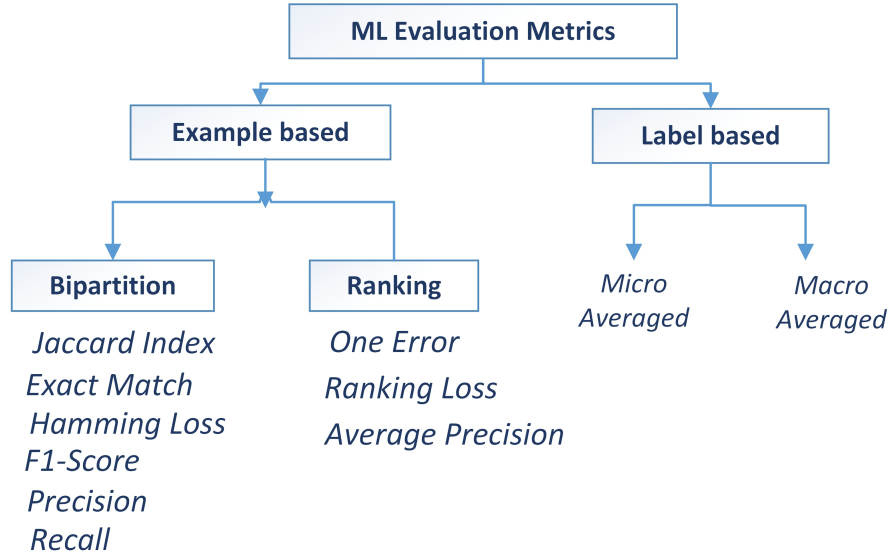 ML Evaluation Metrics
Example based
Label based
Bipartition
Jaccard Index
Exact Match
Hamming Loss
F1-Score
Precision
Recall
Ranking
One Error
Ranking Loss
Average Precision
Micro
Averaged
Macro
Averaged